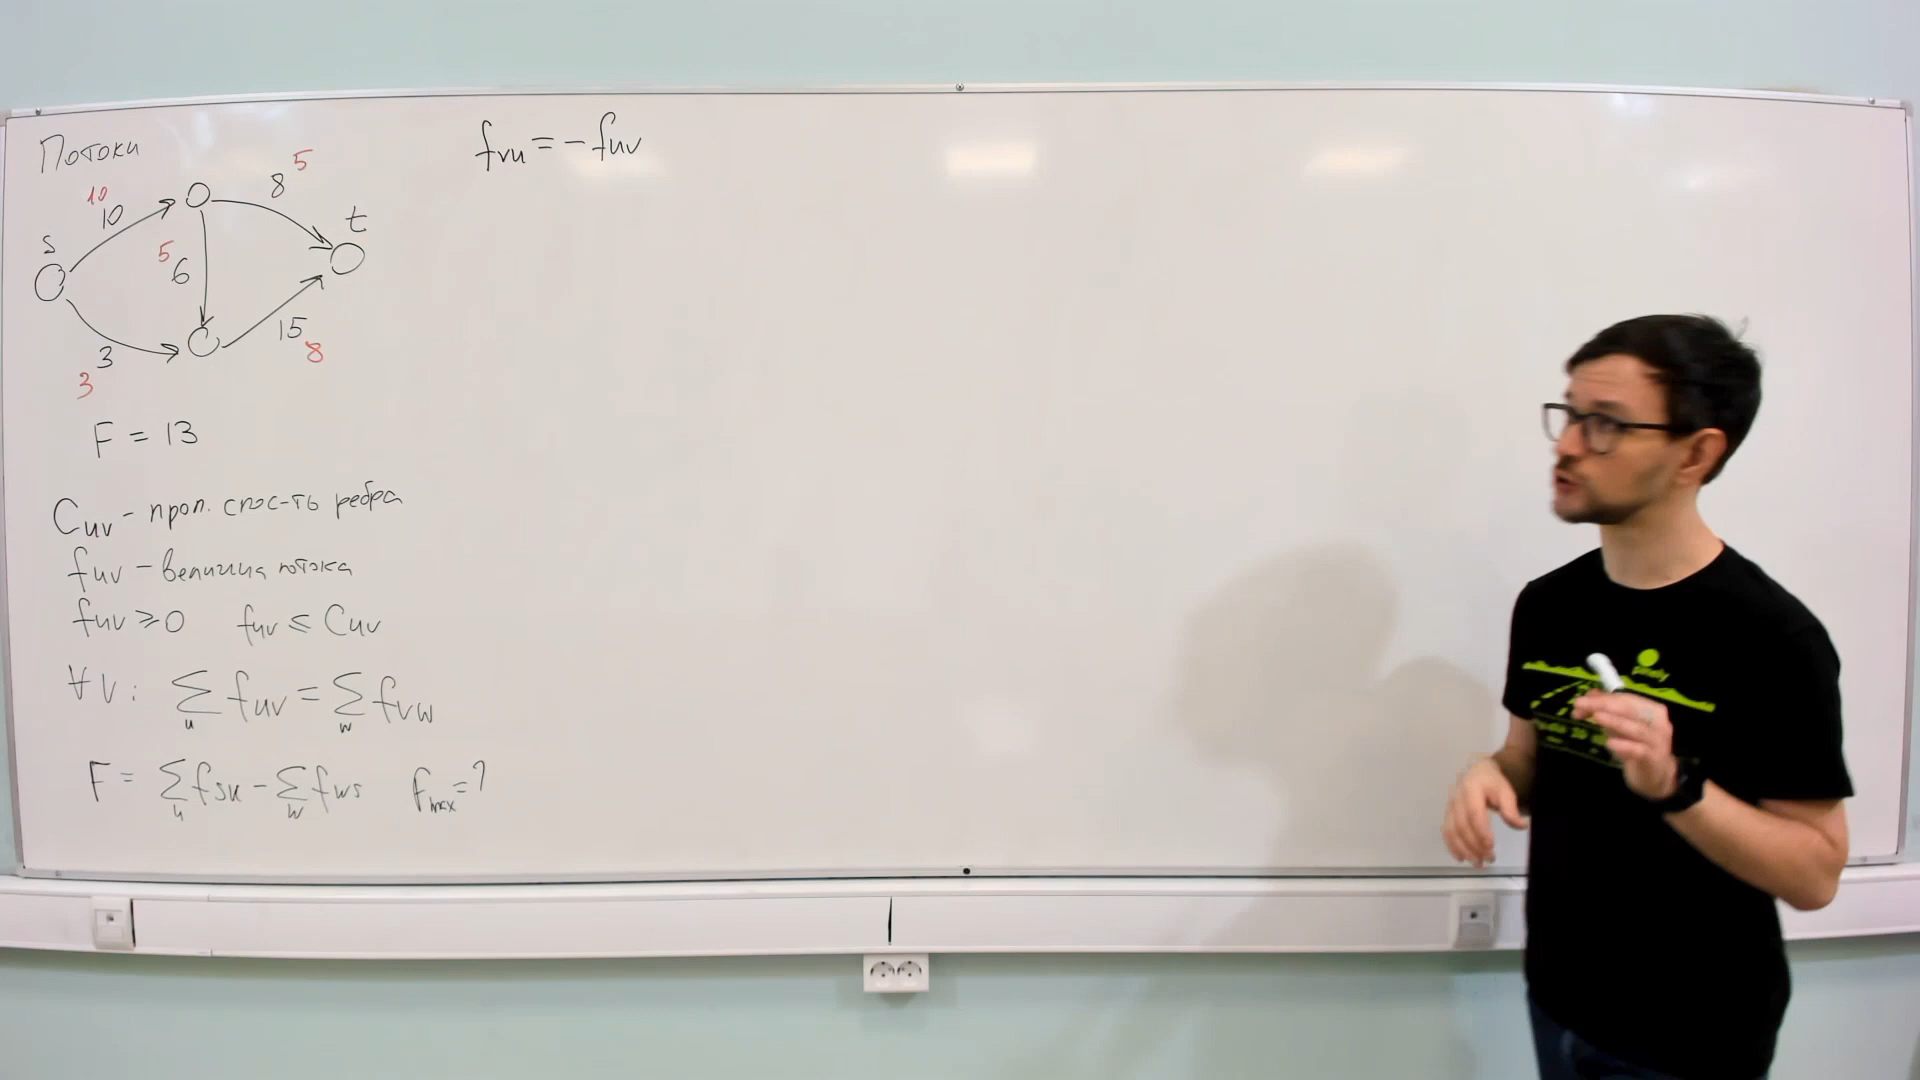 Потоки
10
10
8
5
s
t
5
6
3
3
15
8
F = 13
Cuv - проп. спос-ть ребра
fuv - величина потока
fuv ≥ 0 fuv ≤ Cuv
∀v: ∑u fuv = ∑w fvw
F = ∑u fsu - ∑w fws fmax = ?
fvu = - fuv